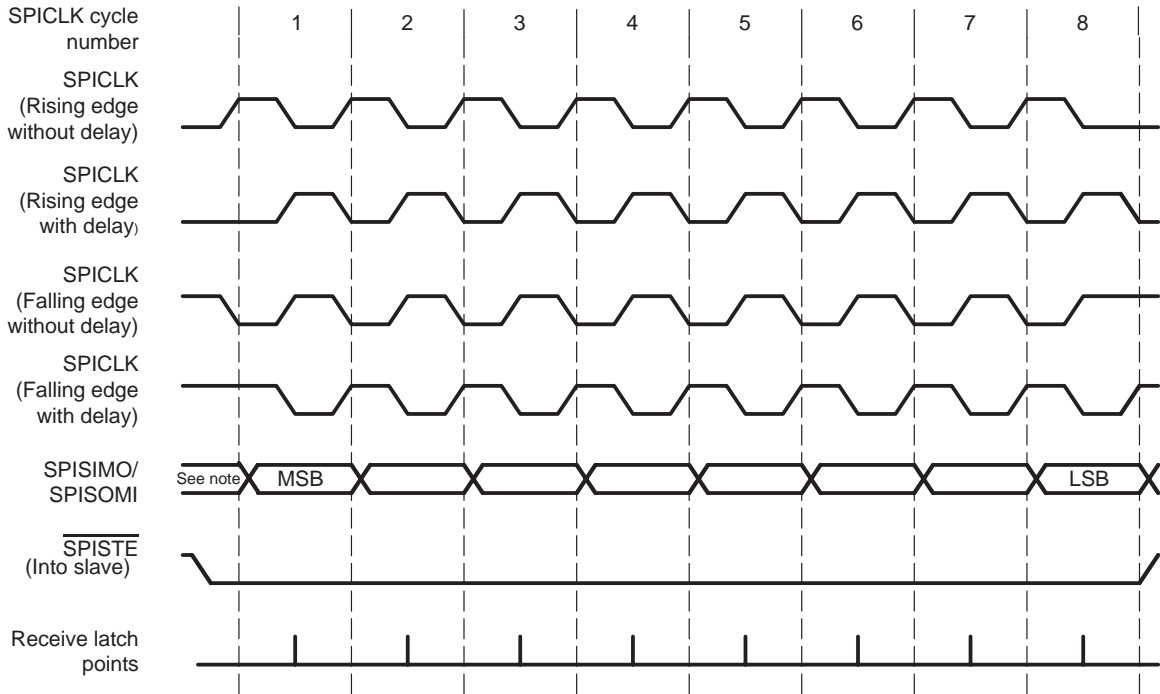 SPICLK cycle
number
1 2 3 4 5 6 7 8
SPICLK
(Rising edge
without delay)
SPICLK
(Rising edge
with delay)
SPICLK
(Falling edge
without delay)
SPICLK
(Falling edge
with delay)
SPISIMO/
SPISOMI
See note MSB LSB
SPISTE
(Into slave)
Receive latch
points